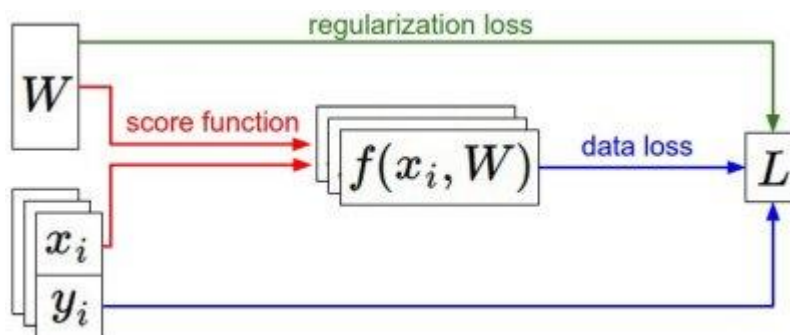 regularization loss
W
score function
f(x_i, W)
data loss
L
x_i
y_i